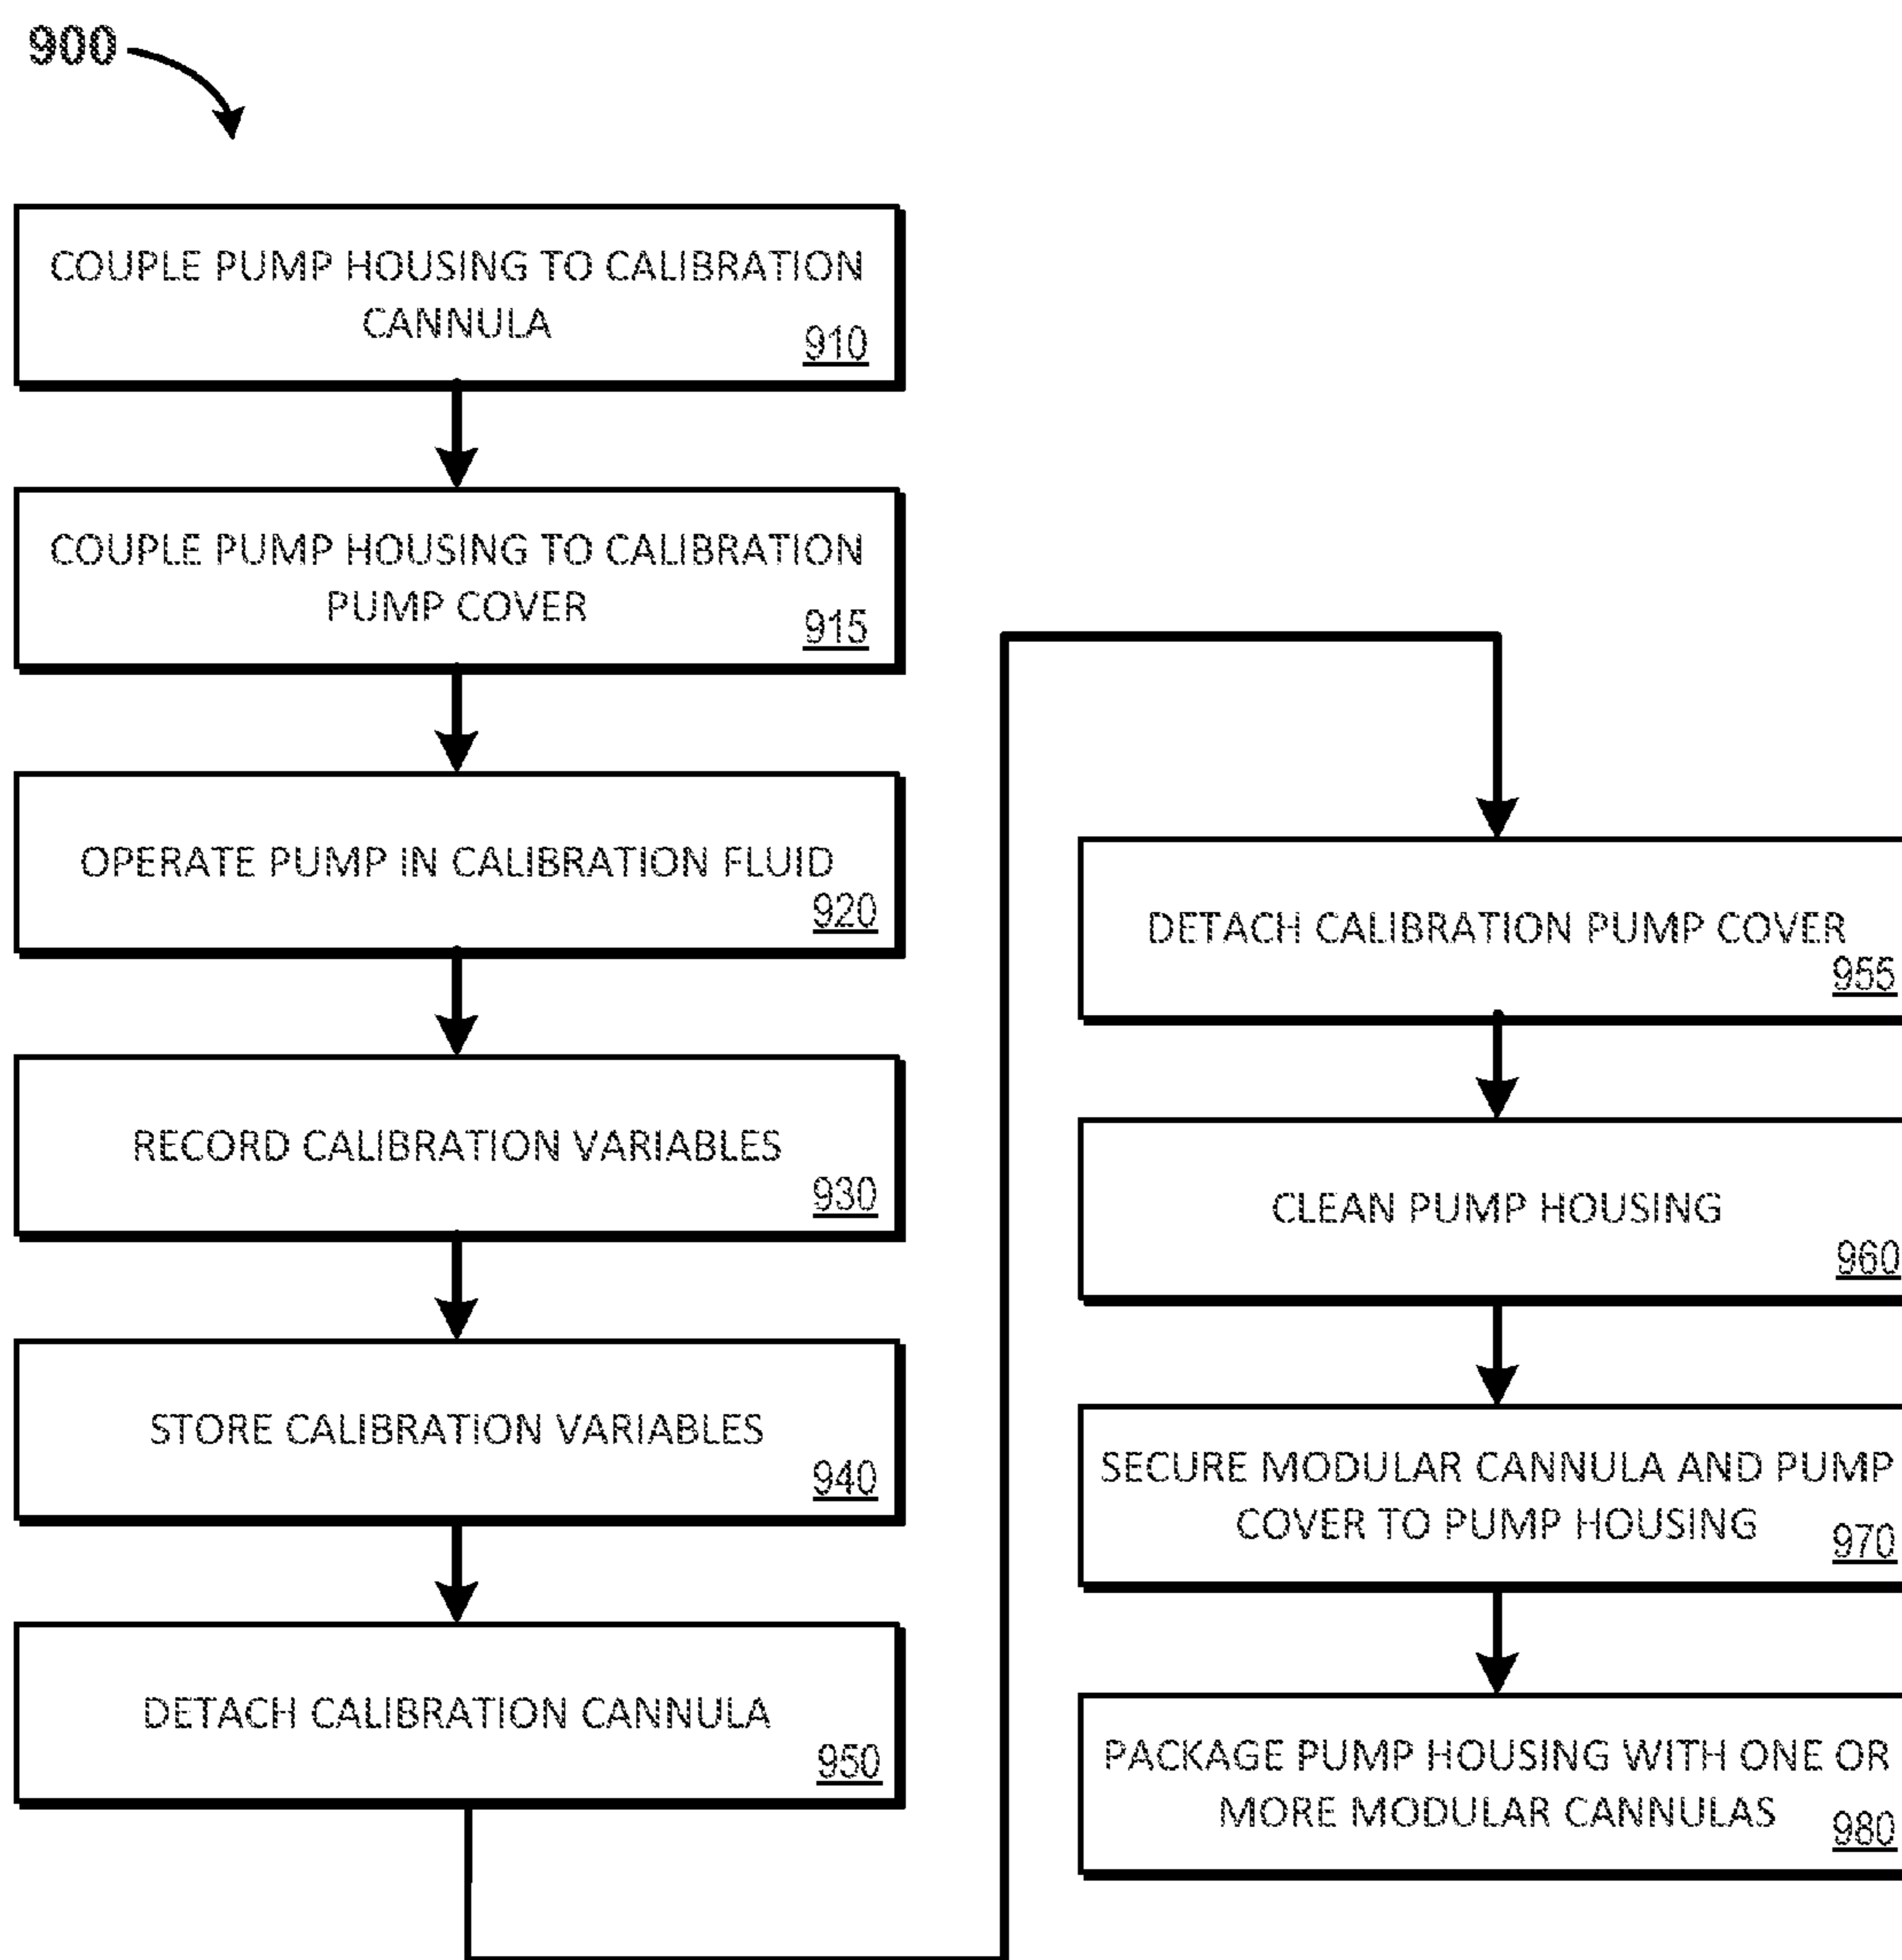 900
COUPLE PUMP HOUSING TO CALIBRATION
CANNULA
910
COUPLE PUMP HOUSING TO CALIBRATION
PUMP COVER
915
OPERATE PUMP IN CALIBRATION FLUID
920
RECORD CALIBRATION VARIABLES
930
STORE CALIBRATION VARIABLES
940
DETACH CALIBRATION CANNULA
950
DETACH CALIBRATION PUMP COVER
955
CLEAN PUMP HOUSING
960
SECURE MODULAR CANNULA AND PUMP
COVER TO PUMP HOUSING
970
PACKAGE PUMP HOUSING WITH ONE OR
MORE MODULAR CANNULAS
980